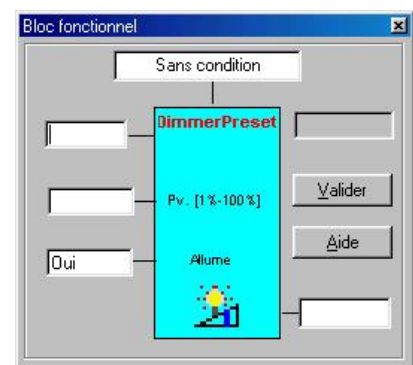 Bloc fonctionnel
Sans condition
DimmerPreset
Pv. [1%-100%]
Valider
Aide
Oui
Allume